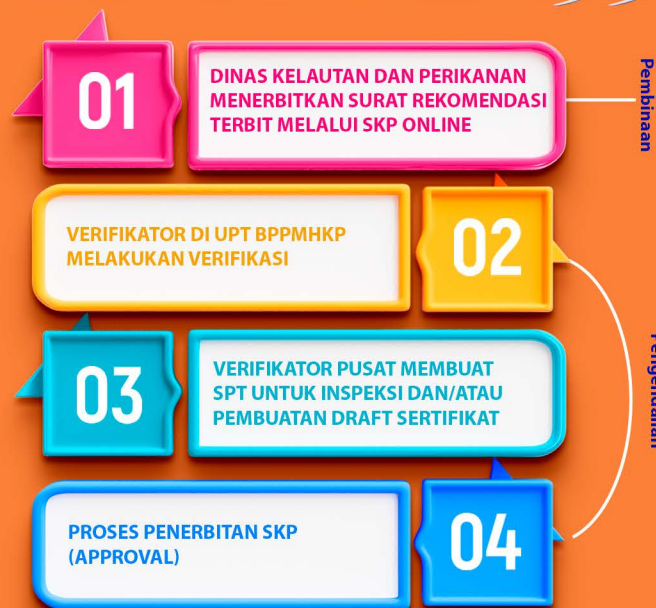 01
DINAS KELAUTAN DAN PERIKANAN
MENERBITKAN SURAT REKOMENDASI
TERBIT MELALUI SKP ONLINE
Pembinaan
VERIFIKATOR DI UPT BPPMHKP
MELAKUKAN VERIFIKASI
02
03
VERIFIKATOR PUSAT MEMBUAT
SPT UNTUK INSPEKSI DAN/ATAU
PEMBUATAN DRAFT SERTIFIKAT
Pengendalian
PROSES PENERBITAN SKP
(APPROVAL)
04